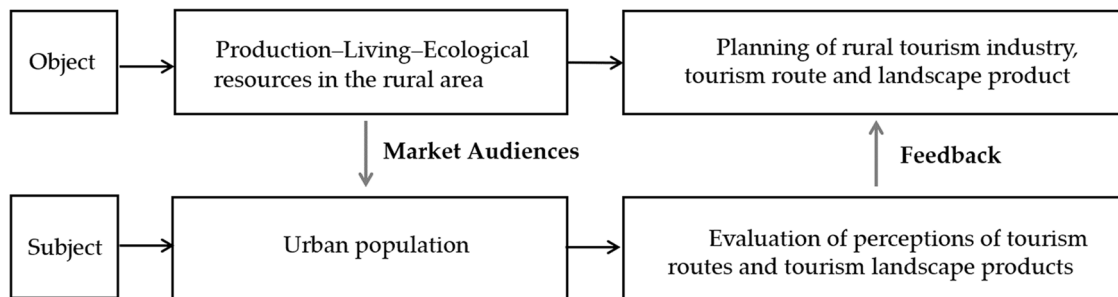 Object
Production–Living–Ecological
resources in the rural area
Planning of rural tourism industry,
tourism route and landscape product
Market Audiences
Feedback
Subject
Urban population
Evaluation of perceptions of tourism
routes and tourism landscape products